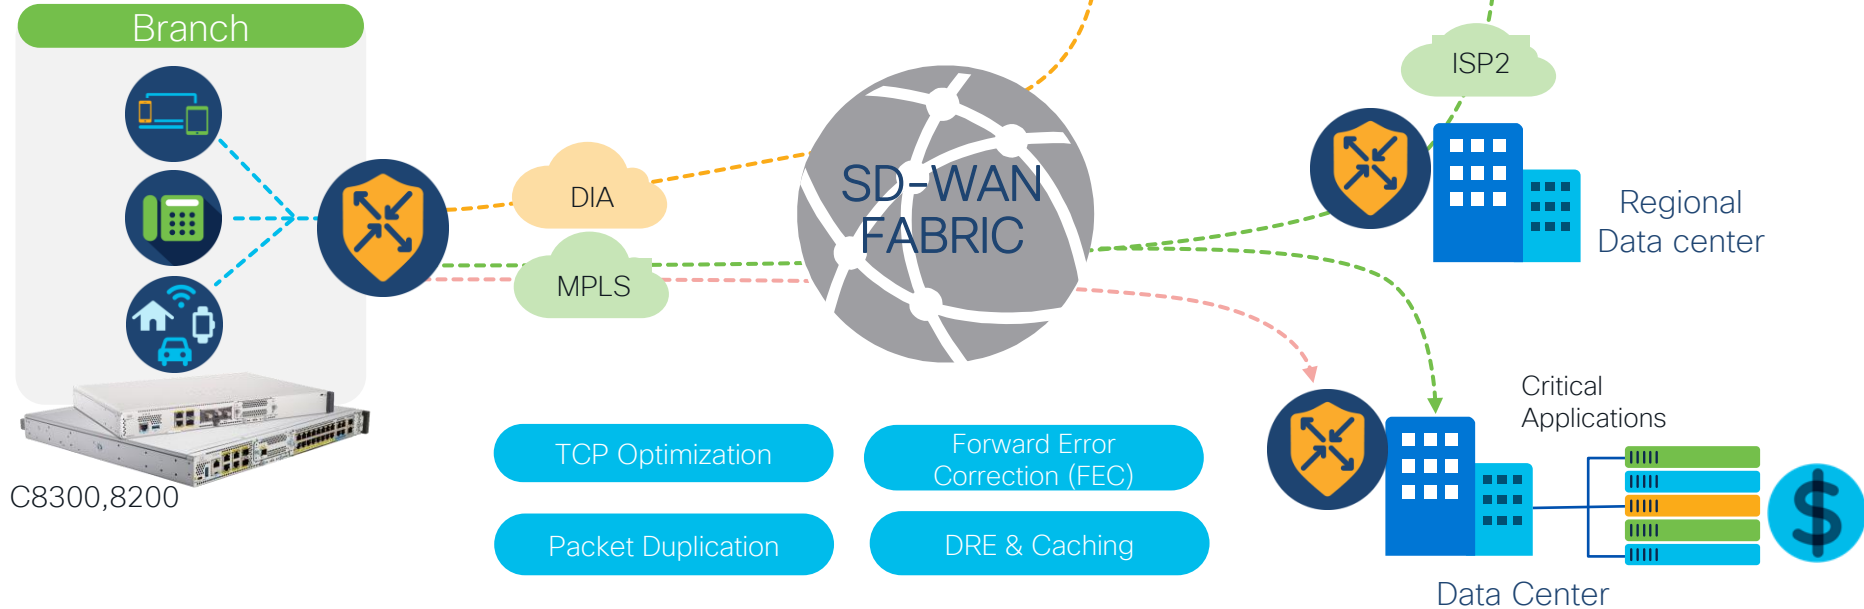 Branch
ISP2
DIA
SD-WAN
FABRIC
MPLS
Regional
Data center
Critical
Applications
TCP Optimization
Forward Error
Correction (FEC)
C8300,8200
Packet Duplication
DRE & Caching
$
Data Center